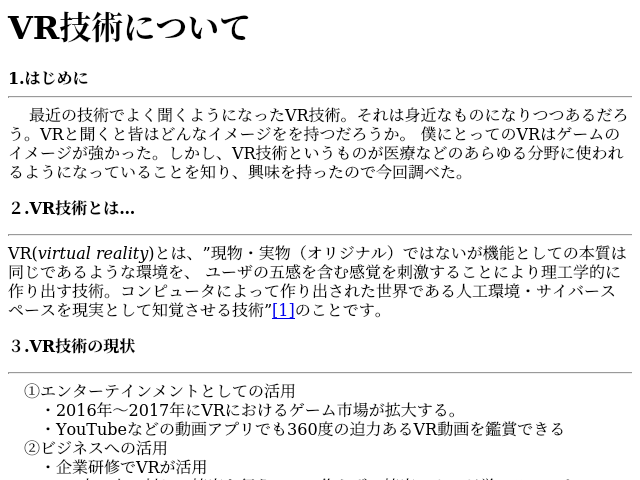 VR技術について
1.はじめに
最近の技術でよく聞くようになったVR技術。それは身近なものになりつつあるだろ
う。VRと聞くと皆はどんなイメージをを持つだろうか。 僕にとってのVRはゲームの
イメージが強かった。しかし、VR技術というものが医療などのあらゆる分野に使われ
るようになっていることを知り、興味を持ったので今回調べた。
２.VR技術とは...
VR(virtual reality)とは、”現物・実物（オリジナル）ではないが機能としての本質は
同じであるような環境を、 ユーザの五感を含む感覚を刺激することにより理工学的に
作り出す技術。コンピュータによって作り出された世界である人工環境・サイバース
ペースを現実として知覚させる技術”[1]のことです。
３.VR技術の現状
①エンターテインメントとしての活用
・2016年～2017年にVRにおけるゲーム市場が拡大する。
・YouTubeなどの動画アプリでも360度の迫力あるVR動画を鑑賞できる
②ビジネスへの活用
・企業研修でVRが活用